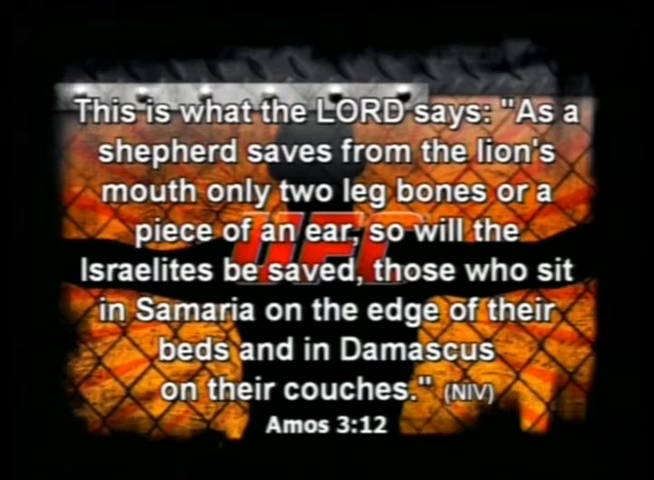 This is what the LORD says: "As a
shepherd saves from the lion's
mouth only two leg bones or a
piece of an ear, so will the
Israelites be saved, those who sit
in Samaria on the edge of their
beds and in Damascus
on their couches." (NIV)
Amos 3:12
UFC